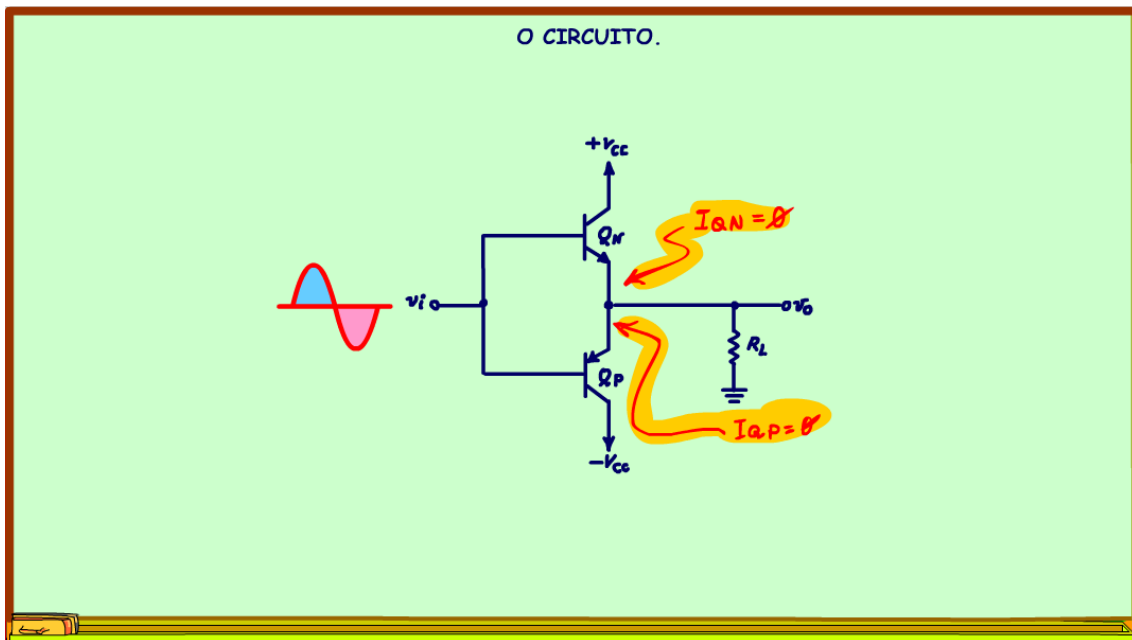 O CIRCUITO.
+VCC
IQN = 0
QN
vi
vo
RL
QP
IQP = 0
-VCC